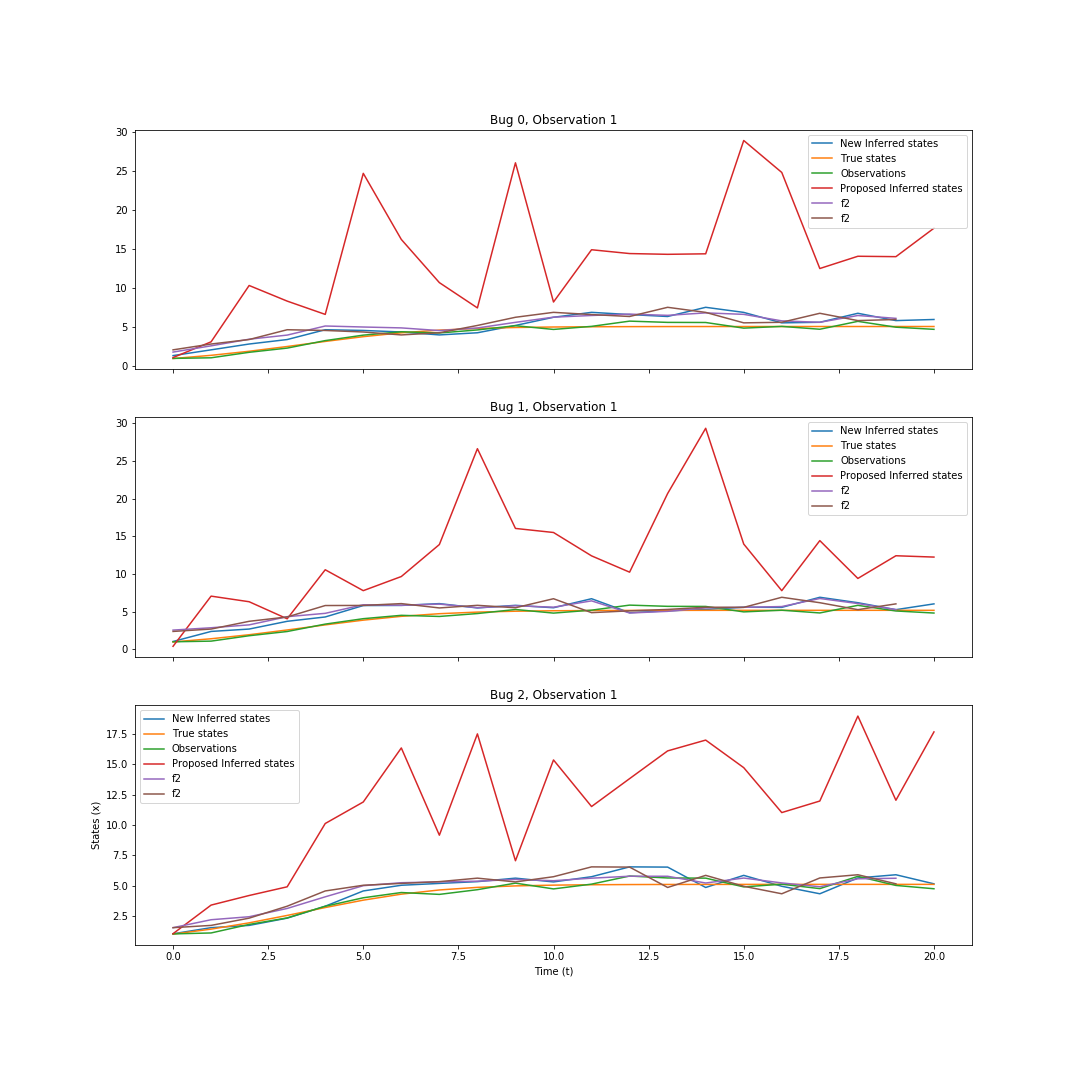 Bug 0, Observation 1
30
25
20
15
10
5
0
New Inferred states
True states
Observations
Proposed Inferred states
f2
f2
Bug 1, Observation 1
30
25
20
15
10
5
0
New Inferred states
True states
Observations
Proposed Inferred states
f2
f2
Bug 2, Observation 1
17.5
15.0
12.5
10.0
7.5
5.0
2.5
States (x)
New Inferred states
True states
Observations
Proposed Inferred states
f2
f2
0.0 2.5 5.0 7.5 10.0 12.5 15.0 17.5 20.0
Time (t)